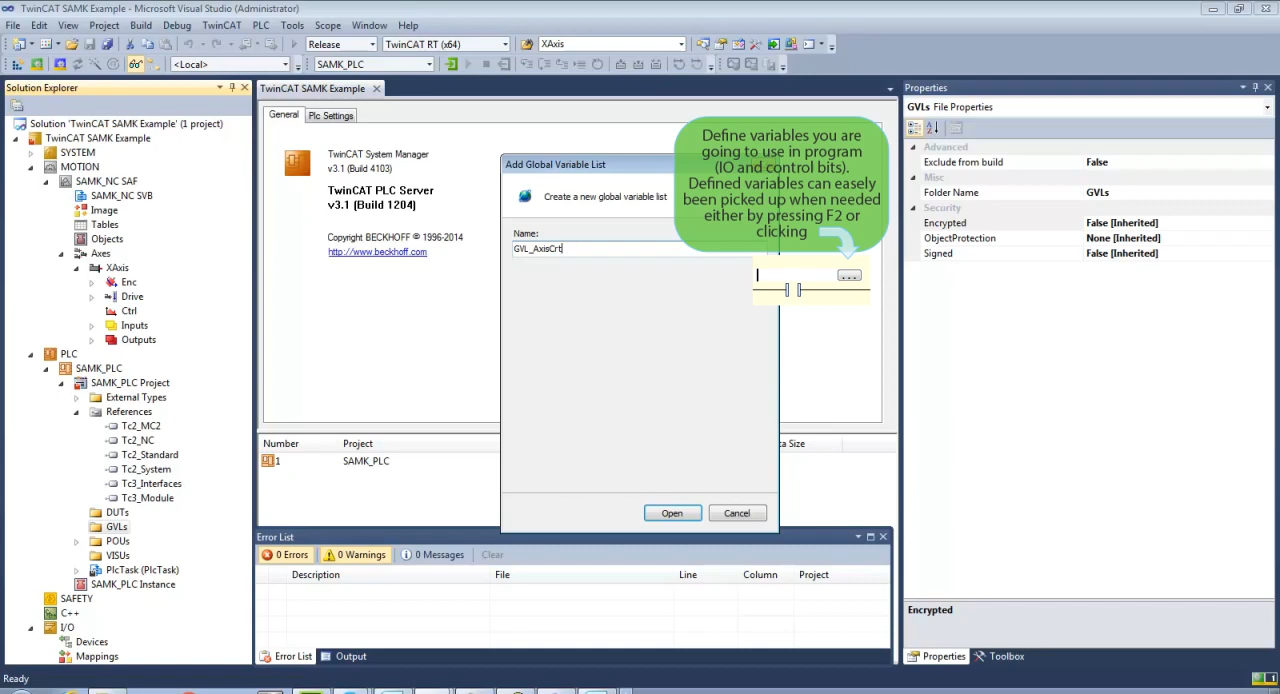 TwinCAT SAMK Example - Microsoft Visual Studio (Administrator)
File Edit View Project Build Debug TwinCAT PLC Tools Scope Window Help
Release TwinCAT RT (x64) XAxis
<Local> SAMK_PLC
Solution Explorer
Solution 'TwinCAT SAMK Example' (1 project)
TwinCAT SAMK Example
SYSTEM
MOTION
SAMK_NC SAF
SAMK_NC SVB
Image
Tables
Objects
Axes
XAxis
Enc
Drive
Ctrl
Inputs
Outputs
PLC
SAMK_PLC
SAMK_PLC Project
External Types
References
Tc2_MC2
Tc2_NC
Tc2_Standard
Tc2_System
Tc3_Interfaces
Tc3_Module
DUTs
GVLs
POUs
VISUs
PlcTask (PlcTask)
SAMK_PLC Instance
SAFETY
C++
I/O
Devices
Mappings
TwinCAT SAMK Example
General Plc Settings
TwinCAT System Manager
v3.1 (Build 4103)
TwinCAT PLC Server
v3.1 (Build 1204)
Copyright BECKHOFF © 1996-2014
http://www.beckhoff.com
Number Project a Size
1 SAMK_PLC
Add Global Variable List
Create a new global variable list
Name:
GVL_AxisCrt
Open Cancel
Define variables you are
going to use in program
(IO and control bits).
Defined variables can easely
been picked up when needed
either by pressing F2 or
clicking
...
Error List
0 Errors 0 Warnings 0 Messages Clear
Description File Line Column Project
Error List Output
Properties
GVLs File Properties
Advanced
Exclude from build False
Misc
Folder Name GVLs
Security
Encrypted False [Inherited]
ObjectProtection None [Inherited]
Signed False [Inherited]
Encrypted
Properties Toolbox
Ready
1